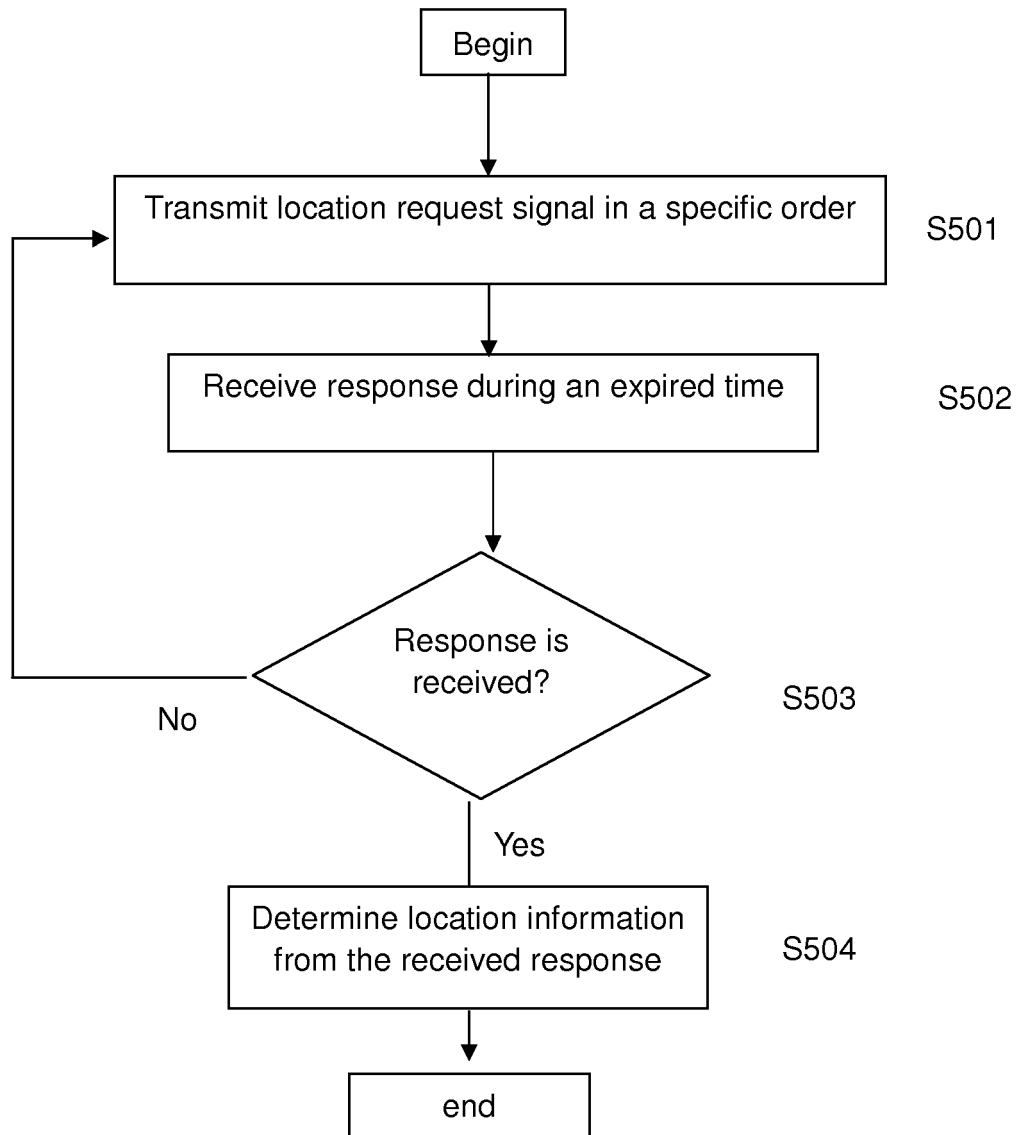 Begin
Transmit location request signal in a specific order
S501
Receive response during an expired time
S502
Response is
received?
S503
No
Yes
Determine location information
from the received response
S504
end